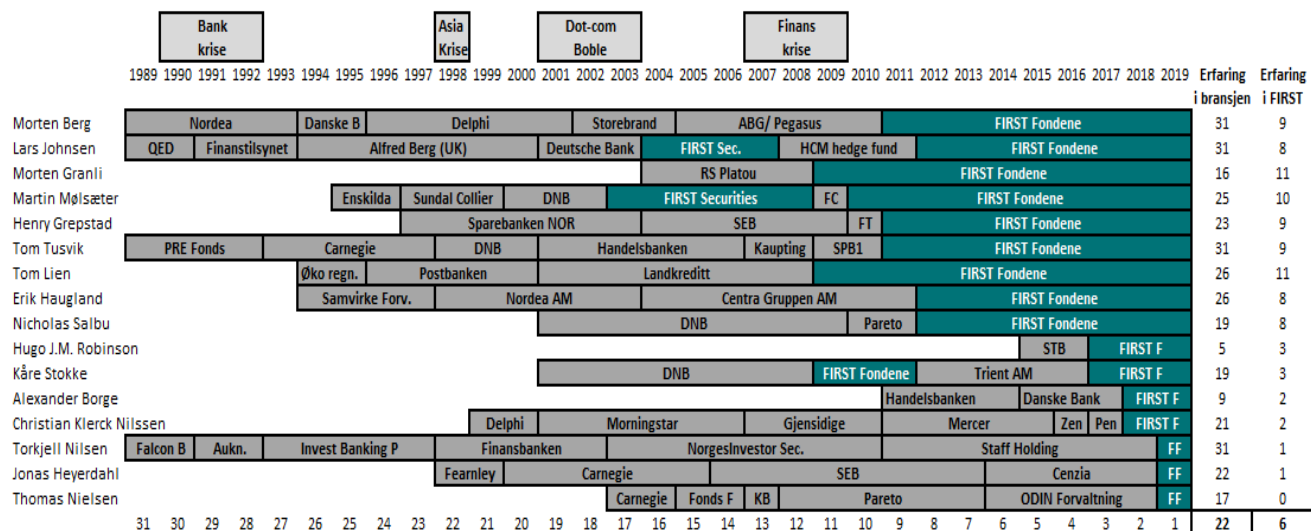 Bank Asia Dot-com Finans
krise Krise Boble krise
1989 1990 1991 1992 1993 1994 1995 1996 1997 1998 1999 2000 2001 2002 2003 2004 2005 2006 2007 2008 2009 2010 2011 2012 2013 2014 2015 2016 2017 2018 2019 Erfaring Erfaring
i bransjen i FIRST
Morten Berg Nordea Danske B Delphi Storebrand ABG/ Pegasus FIRST Fondene 31 9
Lars Johnsen QED Finanstilsynet Alfred Berg (UK) Deutsche Bank FIRST Sec. HCM hedge fund FIRST Fondene 31 8
Morten Granli RS Platou FIRST Fondene 16 11
Martin Mølsæter Enskilda Sundal Collier DNB FIRST Securities FC FIRST Fondene 25 10
Henry Grepstad Sparebanken NOR SEB FT FIRST Fondene 23 9
Tom Tusvik PRE Fonds Carnegie DNB Handelsbanken Kaupting SPB1 FIRST Fondene 31 9
Tom Lien Øko regn. Postbanken Landkreditt FIRST Fondene 26 11
Erik Haugland Samvirke Forv. Nordea AM Centra Gruppen AM FIRST Fondene 26 8
Nicholas Salbu DNB Pareto FIRST Fondene 19 8
Hugo J.M. Robinson STB FIRST F 5 3
Kåre Stokke DNB FIRST Fondene Trient AM FIRST F 19 3
Alexander Borge Handelsbanken Danske Bank FIRST F 9 2
Christian Klerck Nilssen Delphi Morningstar Gjensidige Mercer Zen Pen FIRST F 21 2
Torkjell Nilsen Falcon B Aukn. Invest Banking P Finansbanken NorgesInvestor Sec. Staff Holding FF 31 1
Jonas Heyerdahl Fearnley Carnegie SEB Cenzia FF 22 1
Thomas Nielsen Carnegie Fonds F KB Pareto ODIN Forvaltning FF 17 0
31 30 29 28 27 26 25 24 23 22 21 20 19 18 17 16 15 14 13 12 11 10 9 8 7 6 5 4 3 2 1 22 6